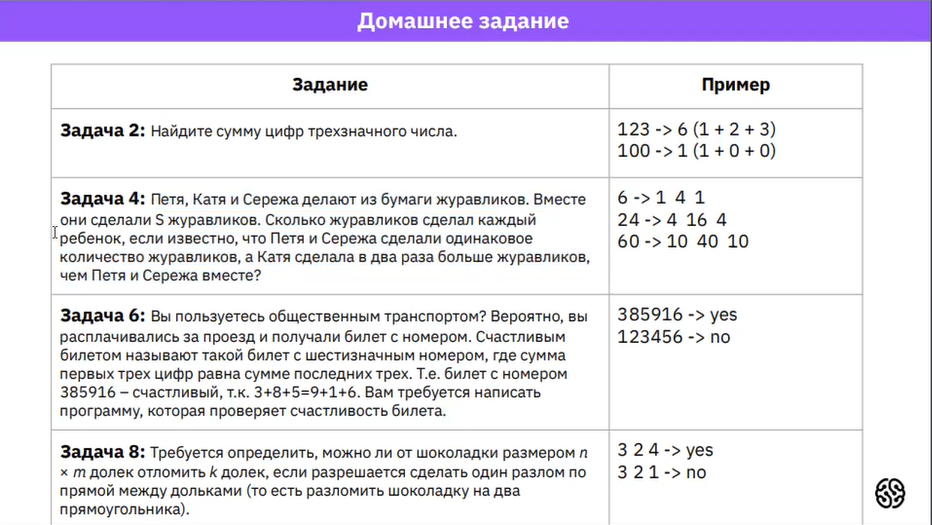 Домашнее задание
Задание
Пример
Задача 2: Найдите сумму цифр трехзначного числа.
123 -> 6 (1 + 2 + 3)
100 -> 1 (1 + 0 + 0)
Задача 4: Петя, Катя и Сережа делают из бумаги журавликов. Вместе
они сделали S журавликов. Сколько журавликов сделал каждый
ребенок, если известно, что Петя и Сережа сделали одинаковое
количество журавликов, а Катя сделала в два раза больше журавликов,
чем Петя и Сережа вместе?
6 -> 1 4 1
24 -> 4 16 4
60 -> 10 40 10
Задача 6: Вы пользуетесь общественным транспортом? Вероятно, вы
расплачивались за проезд и получали билет с номером. Счастливым
билетом называют такой билет с шестизначным номером, где сумма
первых трех цифр равна сумме последних трех. Т.е. билет с номером
385916 – счастливый, т.к. 3+8+5=9+1+6. Вам требуется написать
программу, которая проверяет счастливость билета.
385916 -> yes
123456 -> no
Задача 8: Требуется определить, можно ли от шоколадки размером n
× m долек отломить k долек, если разрешается сделать один разлом по
прямой между дольками (то есть разломить шоколадку на два
прямоугольника).
3 2 4 -> yes
3 2 1 -> no